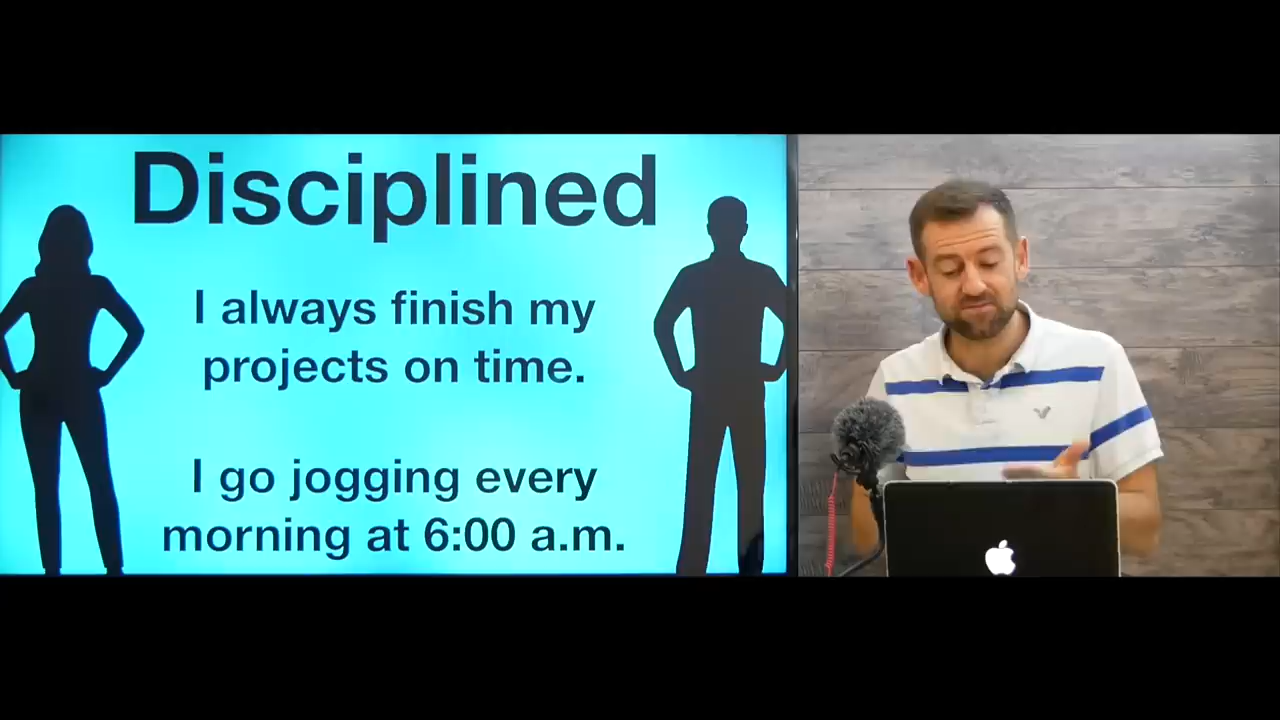 Disciplined
I always finish my
projects on time.
I go jogging every
morning at 6:00 a.m.